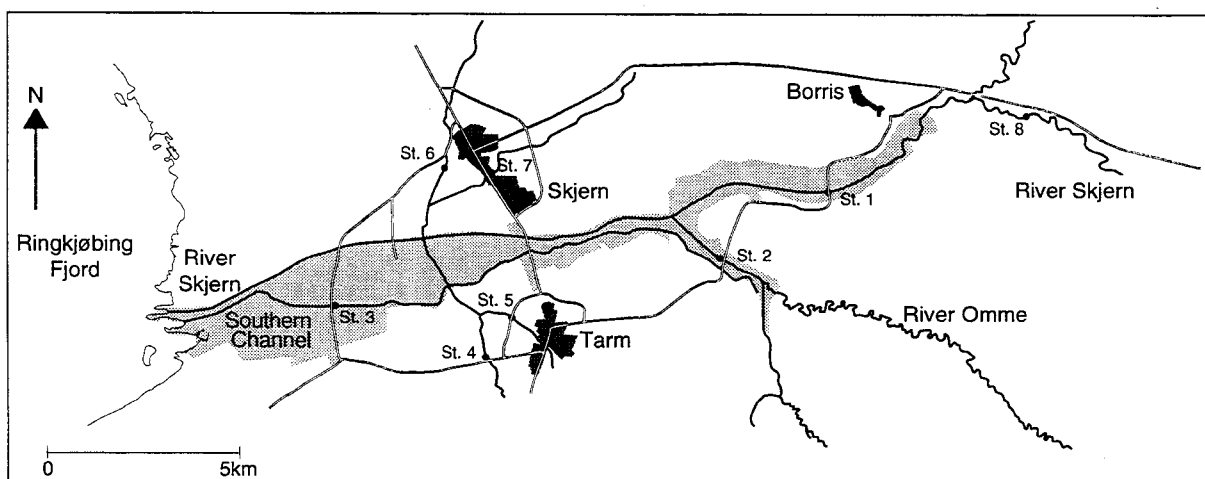 N
Ringkjøbing
Fjord
River
Skjern
Southern
Channel
St. 3
St. 6
St. 7
Skjern
St. 5
St. 4
Tarm
Borris
St. 8
River Skjern
St. 1
St. 2
River Omme
0
5km